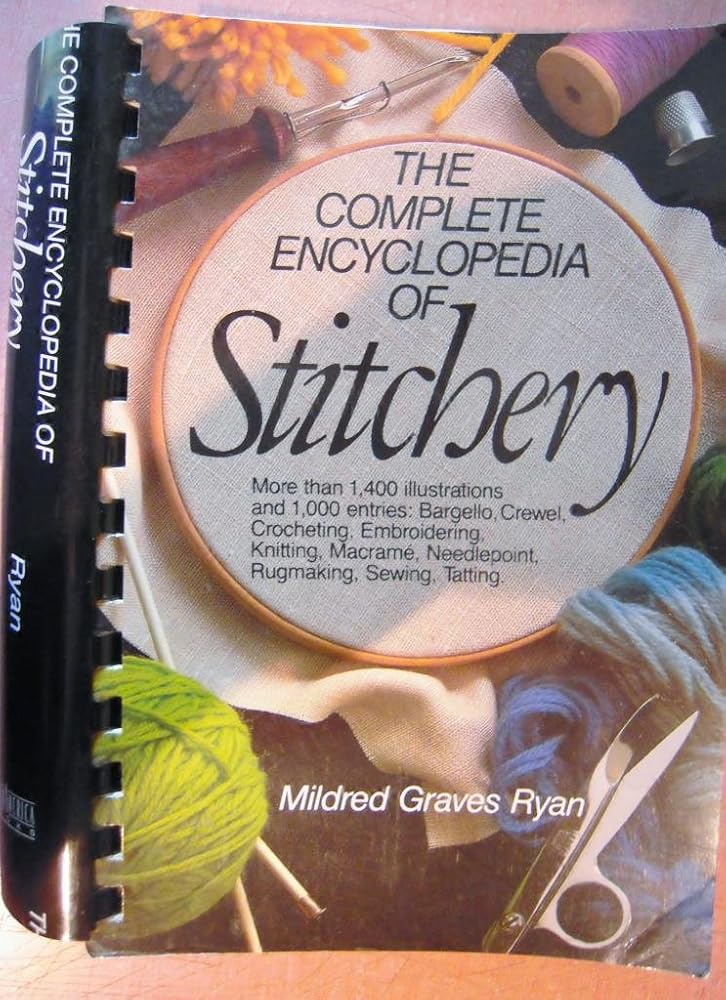 THE COMPLETE ENCYCLOPEDIA OF
Stitchery
Ryan
THE
COMPLETE
ENCYCLOPEDIA
OF
Stitchery
More than 1,400 illustrations
and 1,000 entries: Bargello, Crewel,
Crocheting, Embroidering,
Knitting, Macramé, Needlepoint,
Rugmaking, Sewing, Tatting.
Mildred Graves Ryan